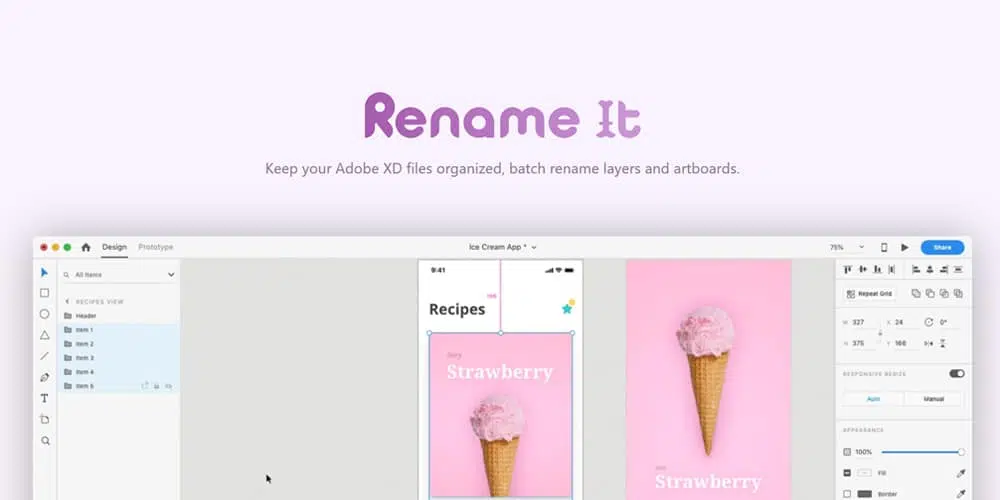 Rename It
Keep your Adobe XD files organized, batch rename layers and artboards.
Design Prototype
Ice Cream App *
75%
Share
All Items
RECIPES VIEW
Header
Item 1
Item 2
Item 3
Item 4
Item 5
T
9:41
Recipes
Strawberry
Strawberry
Repeat Grid
W 327 X 24 0°
H 375 Y 166
RESPONSIVE RESIZE
Auto Manual
APPEARANCE
100%
Fill
Border